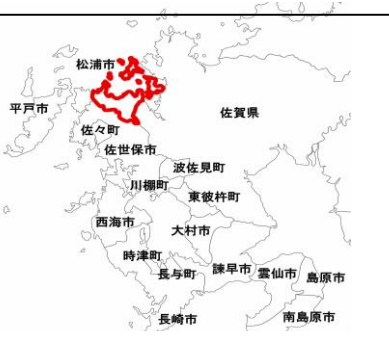 松浦市
平戸市
佐賀県
佐々町
佐世保市
波佐見町
川棚町
東彼杵町
西海市
大村市
時津町
長与町
諫早市
雲仙市
島原市
長崎市
南島原市